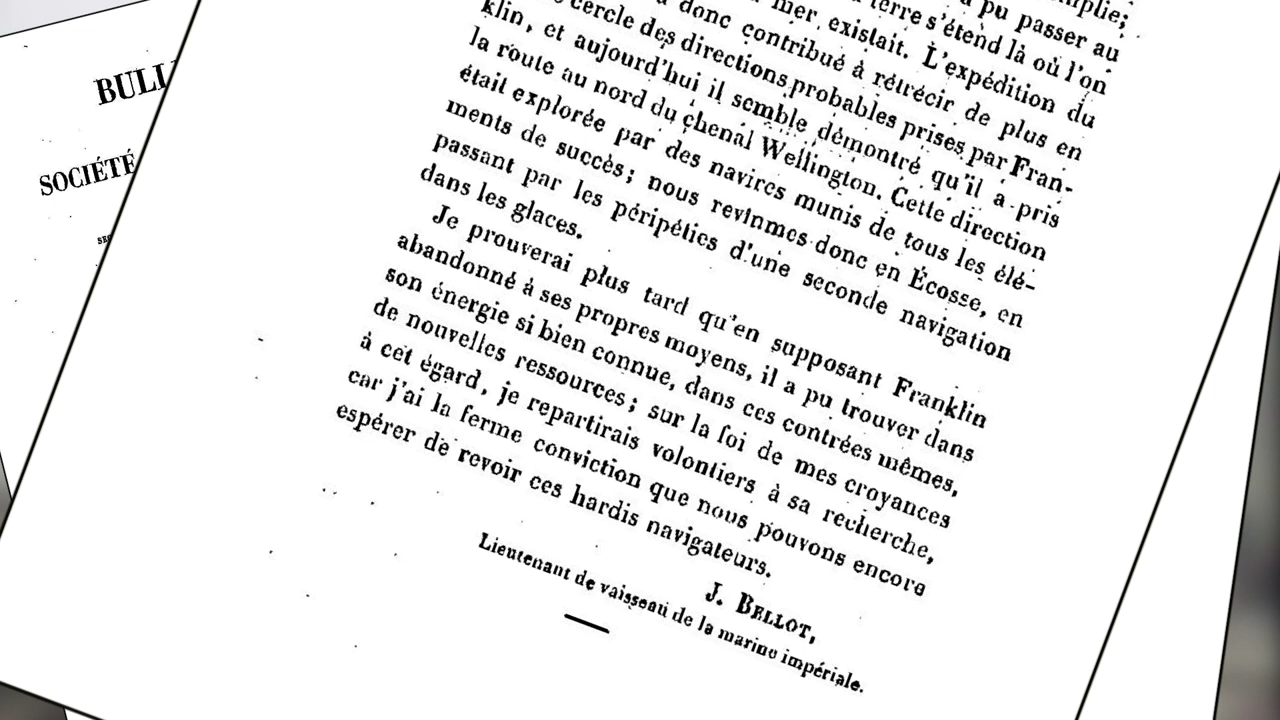 BULL
SOCIÉTÉ
mplie;
a pu passer au
terre s'étend là où l'on
mer existait. L'expédition du
donc contribué à rétrécir de plus en
cercle des directions probables prises par Fran-
klin, et aujourd'hui il semble démontré qu'il a pris
la route au nord du chenal Wellington. Cette direction
était explorée par des navires munis de tous les élé-
ments de succès; nous revînmes donc en Écosse, en
passant par les péripéties d'une seconde navigation
dans les glaces.
Je prouverai plus tard qu'en supposant Franklin
abandonné à ses propres moyens, il a pu trouver dans
son énergie si bien connue, dans ces contrées mêmes,
de nouvelles ressources; sur la foi de mes croyances
à cet égard, je repartirais volontiers à sa recherche,
car j'ai la ferme conviction que nous pouvons encore
espérer de revoir ces hardis navigateurs.
J. BELLOT,
Lieutenant de vaisseau de la marine impériale.